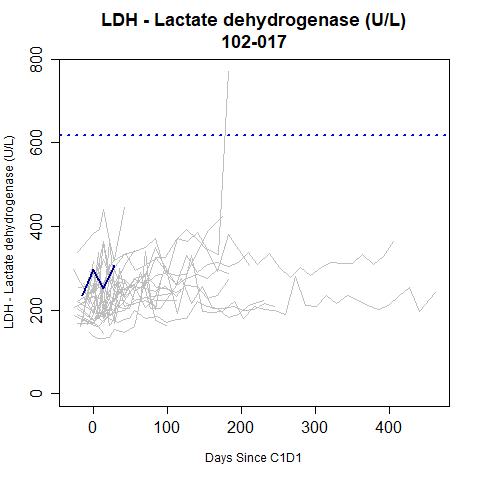 LDH - Lactate dehydrogenase (U/L)
102-017
LDH - Lactate dehydrogenase (U/L)
800
600
400
200
0
0 100 200 300 400
Days Since C1D1